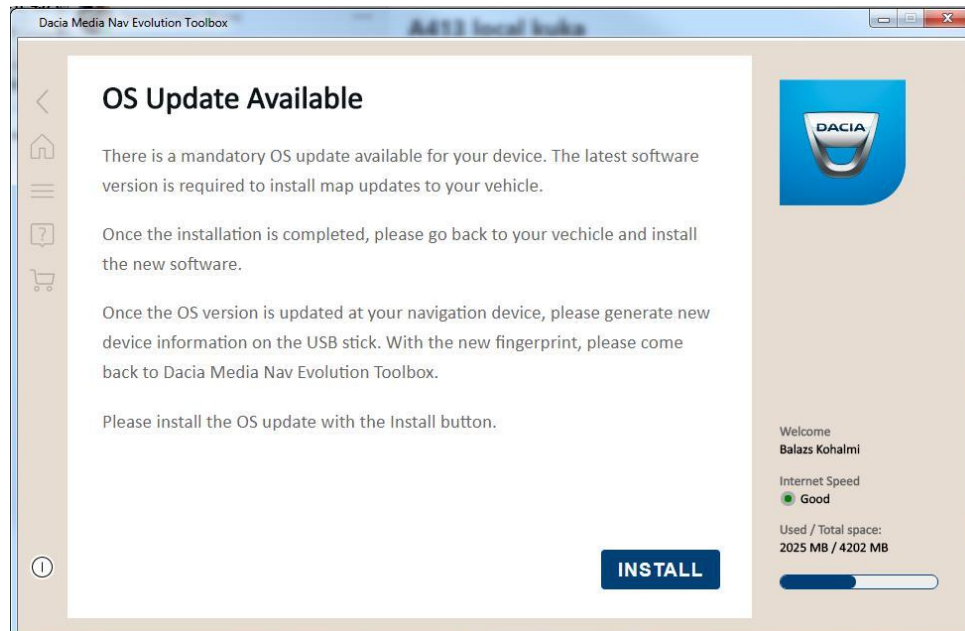 Dacia Media Nav Evolution Toolbox
A413 local kuka
OS Update Available
There is a mandatory OS update available for your device. The latest software
version is required to install map updates to your vehicle.
Once the installation is completed, please go back to your vechicle and install
the new software.
Once the OS version is updated at your navigation device, please generate new
device information on the USB stick. With the new fingerprint, please come
back to Dacia Media Nav Evolution Toolbox.
Please install the OS update with the Install button.
INSTALL
DACIA
Welcome
Balazs Kohalmi
Internet Speed
Good
Used / Total space:
2025 MB / 4202 MB